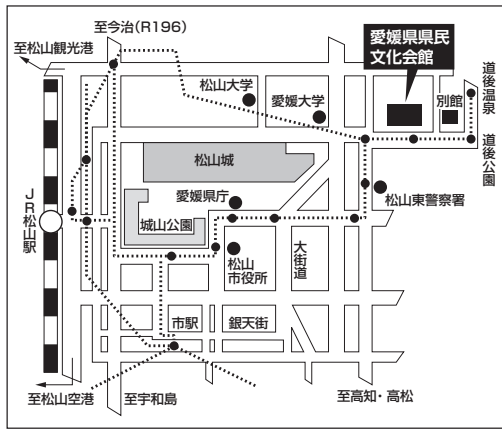 至今治(R196)
至松山観光港
愛媛県県民
文化会館
松山大学
愛媛大学
別館
道後温泉
道後公園
松山城
愛媛県庁
松山東警察署
城山公園
JR松山駅
松山
市役所
大街道
市駅
銀天街
至松山空港
至宇和島
至高知・高松